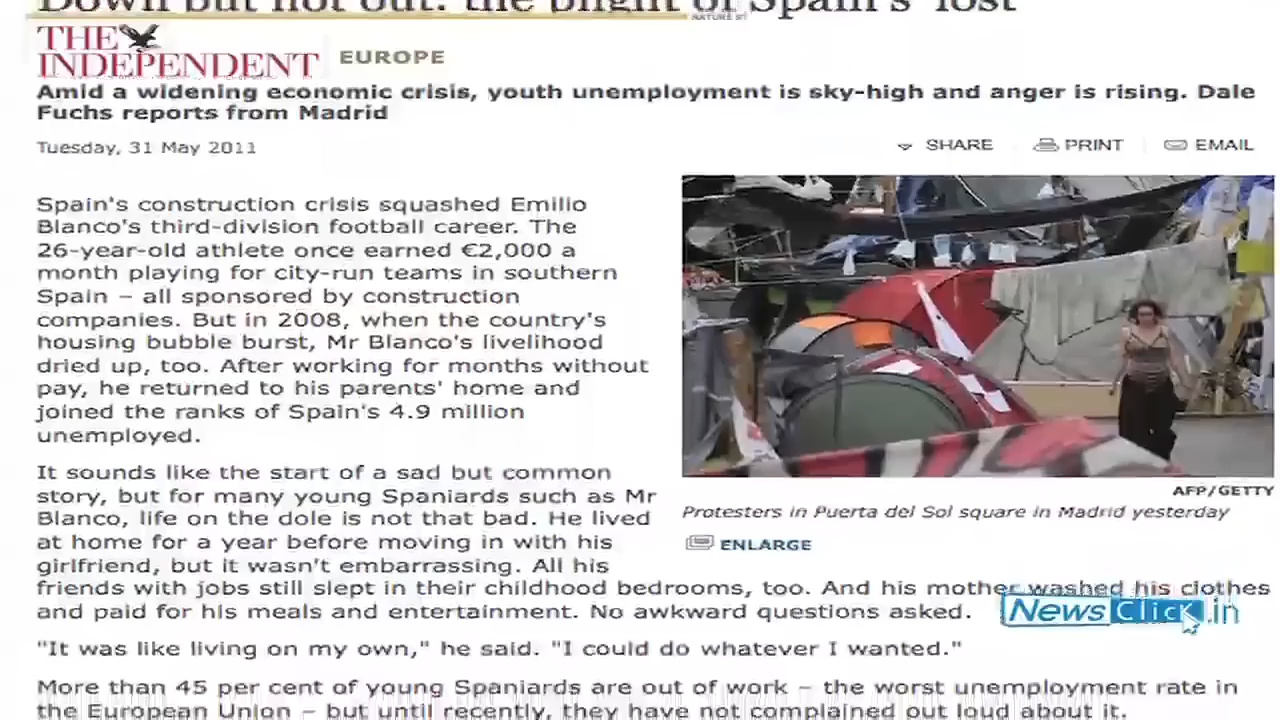 Down but not out: the plight of Spain's 'lost
THE
INDEPENDENT
EUROPE
Amid a widening economic crisis, youth unemployment is sky-high and anger is rising. Dale
Fuchs reports from Madrid
Tuesday, 31 May 2011
SHARE
PRINT
EMAIL
Spain's construction crisis squashed Emilio
Blanco's third-division football career. The
26-year-old athlete once earned €2,000 a
month playing for city-run teams in southern
Spain – all sponsored by construction
companies. But in 2008, when the country's
housing bubble burst, Mr Blanco's livelihood
dried up, too. After working for months without
pay, he returned to his parents' home and
joined the ranks of Spain's 4.9 million
unemployed.
AFP/GETTY
Protesters in Puerta del Sol square in Madrid yesterday
ENLARGE
It sounds like the start of a sad but common
story, but for many young Spaniards such as Mr
Blanco, life on the dole is not that bad. He lived
at home for a year before moving in with his
girlfriend, but it wasn't embarrassing. All his
friends with jobs still slept in their childhood bedrooms, too. And his mother washed his clothes
and paid for his meals and entertainment. No awkward questions asked.
NewsClick.in
"It was like living on my own," he said. "I could do whatever I wanted."
More than 45 per cent of young Spaniards are out of work – the worst unemployment rate in
the European Union – but until recently, they have not complained out loud about it.